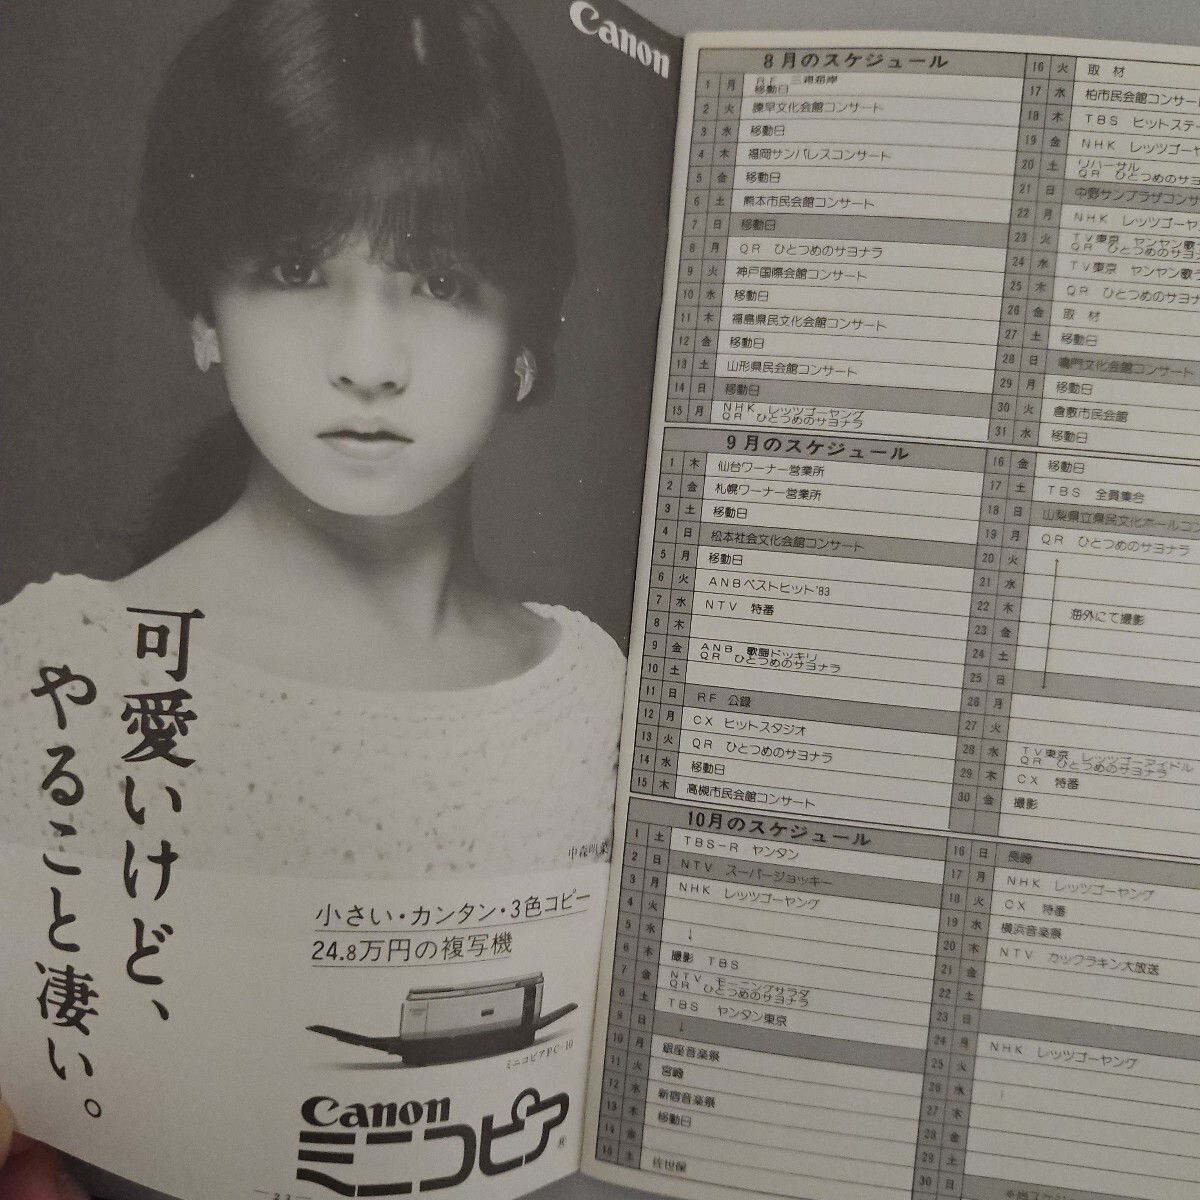 Canon
可愛いけど、
やること凄い。
中森明菜
小さい・カンタン・3色コピー
24.8万円の複写機
ミニコピアPC-10
Canon
ミニコピア®
8月のスケジュール
1 月 RF 三浦海岸
移動日
2 火 諫早文化会館コンサート
3 水 移動日
4 木 福岡サンパレスコンサート
5 金 移動日
6 土 熊本市民会館コンサート
7 日 移動日
8 月 QR ひとつめのサヨナラ
9 火 神戸国際会館コンサート
10 水 移動日
11 木 福島県民文化会館コンサート
12 金 移動日
13 土 山形県民会館コンサート
14 日 移動日
15 月 NHK レッツゴーヤング
QR ひとつめのサヨナラ
16 火 取材
17 水 柏市民会館コンサー
18 木 TBS ヒットステー
19 金 NHK レッツゴーヤ
20 土 リハーサル
QR ひとつめのサヨ
21 日 中野サンプラザコンサ
22 月 NHK レッツゴーヤ
23 火 TV東京 ヤンヤン歌
QR ひとつめのサヨナ
24 水 TV東京 ヤンヤン歌う
25 木 QR ひとつめのサヨナ
26 金 取材
27 土 移動日
28 日 鳴門文化会館コンサート
29 月 移動日
30 火 倉敷市民会館
31 水 移動日
9月のスケジュール
1 木 仙台ワーナー営業所
2 金 札幌ワーナー営業所
3 土 移動日
4 日 松本社会文化会館コンサート
5 月 移動日
6 火 ANBベストヒット'83
7 水 NTV 特番
8 木
9 金 ANB 歌謡ドッキリ
QR ひとつめのサヨナラ
10 土
11 日 RF 公録
12 月 CX ヒットスタジオ
13 火 QR ひとつめのサヨナラ
14 水 移動日
15 木 高槻市民会館コンサート
16 金 移動日
17 土 TBS 全員集合
18 日 山梨県立県民文化ホールコン
19 月 QR ひとつめのサヨナラ
20 火
21 水
22 木 海外にて撮影
23 金
24 土
25 日
26 月
27 火
28 水 TV東京 レッツゴーアイドル
QR ひとつめのサヨナラ
29 木 CX 特番
30 金 撮影
10月のスケジュール
1 土 TBS-R ヤンタン
2 日 NTV スーパージョッキー
3 月 NHK レッツゴーヤング
4 火
5 水 ↓
6 木 撮影 TBS
7 金 NTV モーニングサラダ
QR ひとつめのサヨナラ
8 土 TBS ヤンタン東京
9 日 ↓
10 月 銀座音楽祭
11 火 宮崎
12 水 新宿音楽祭
13 木 移動日
14 金
15 土 佐世保
16 日 長崎
17 月 NHK レッツゴーヤング
18 火 CX 特番
19 水 横浜音楽祭
20 木 NTV カックラキン大放送
21 金
22 土
23 日
24 月 NHK レッツゴーヤング
25 火
26 水
27 木
28 金
29 土
30 日